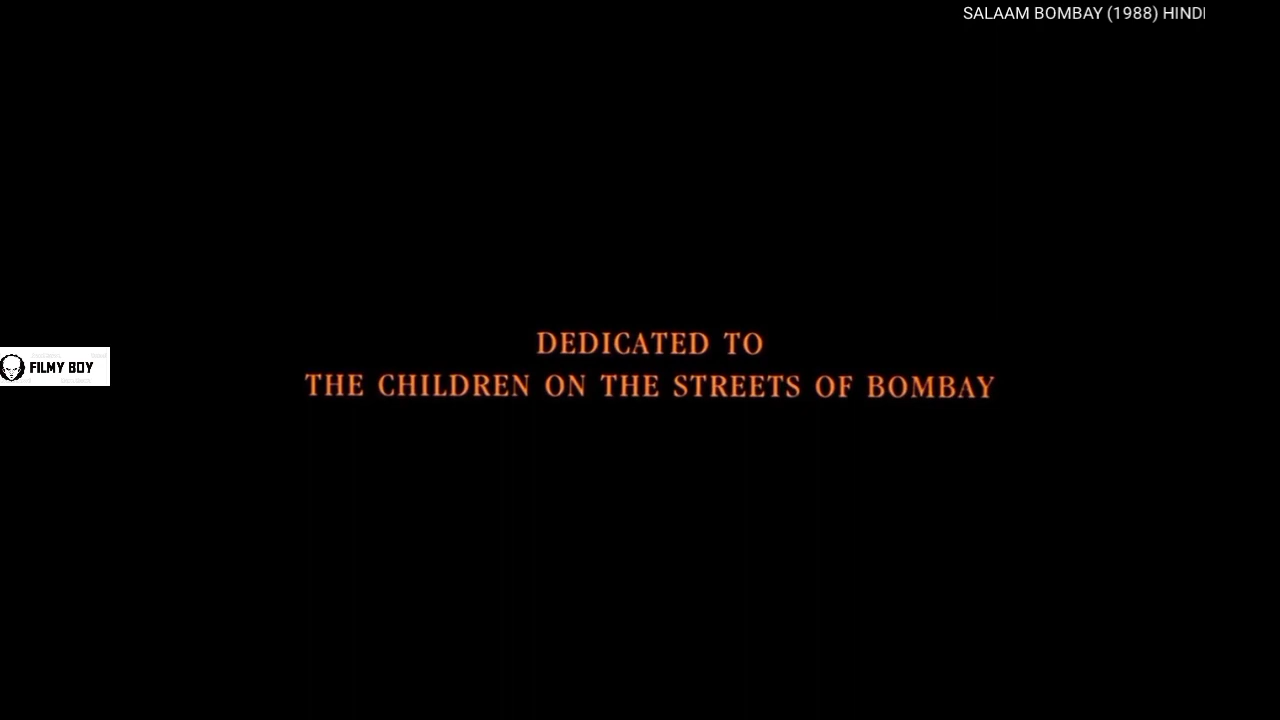 SALAAM BOMBAY (1988) HINDI
DEDICATED TO
THE CHILDREN ON THE STREETS OF BOMBAY
FILMY BOY